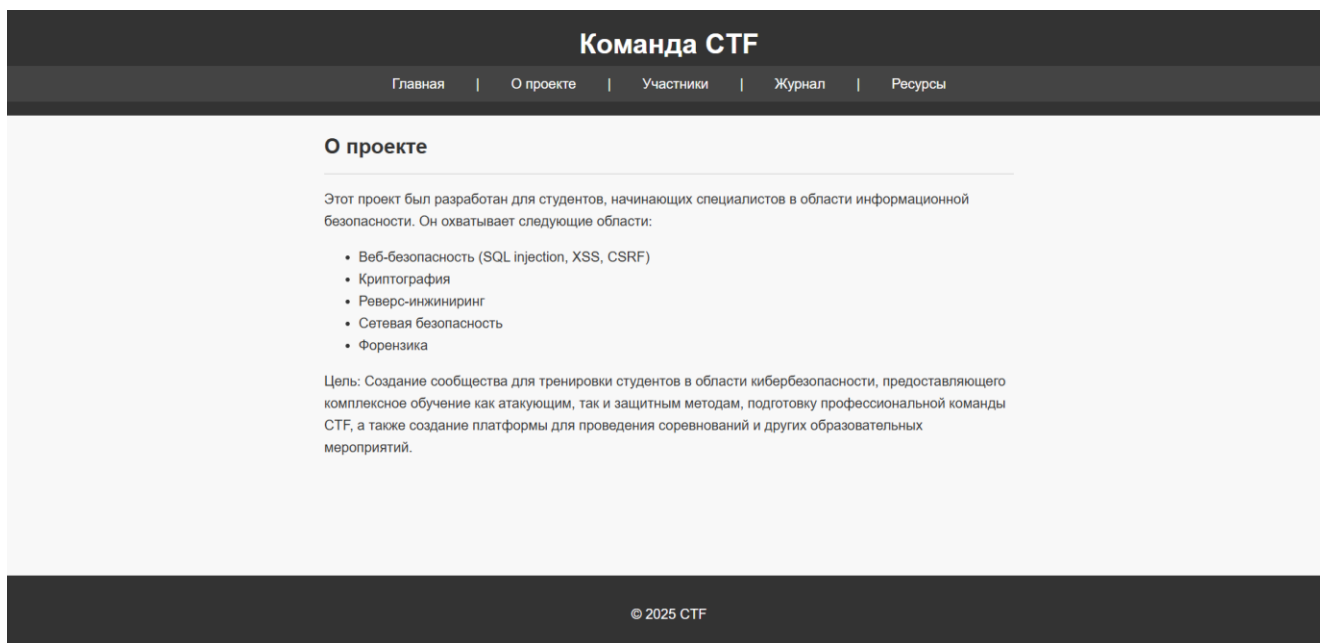 Команда CTF
Главная | О проекте | Участники | Журнал | Ресурсы
О проекте
Этот проект был разработан для студентов, начинающих специалистов в области информационной
безопасности. Он охватывает следующие области:
• Веб-безопасность (SQL injection, XSS, CSRF)
• Криптография
• Реверс-инжиниринг
• Сетевая безопасность
• Форензика
Цель: Создание сообщества для тренировки студентов в области кибербезопасности, предоставляющего
комплексное обучение как атакующим, так и защитным методам, подготовку профессиональной команды
CTF, а также создание платформы для проведения соревнований и других образовательных
мероприятий.
© 2025 CTF